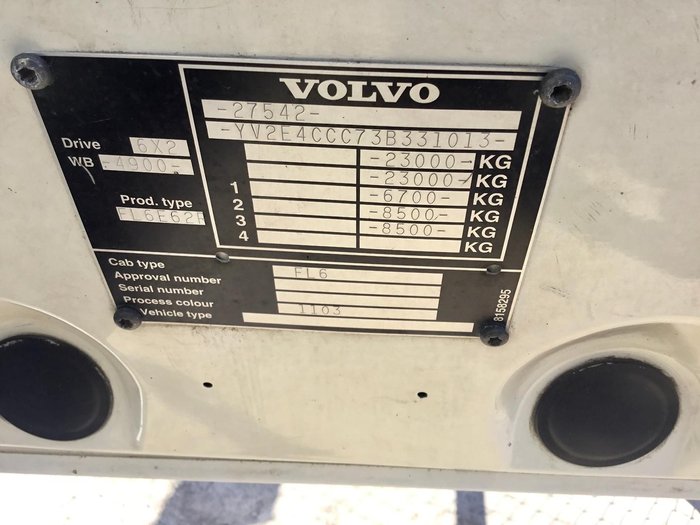 VOLVO
-27542-
-YV2E4CCC73B331013-
Drive 6X2
WB -4900-
Prod. type
FL6E62R
-23000- KG
-23000- KG
1 -6700- KG
2 -8500- KG
3 -8500- KG
4 KG
Cab type FL6
Approval number
Serial number
Process colour 1103
Vehicle type
8158295